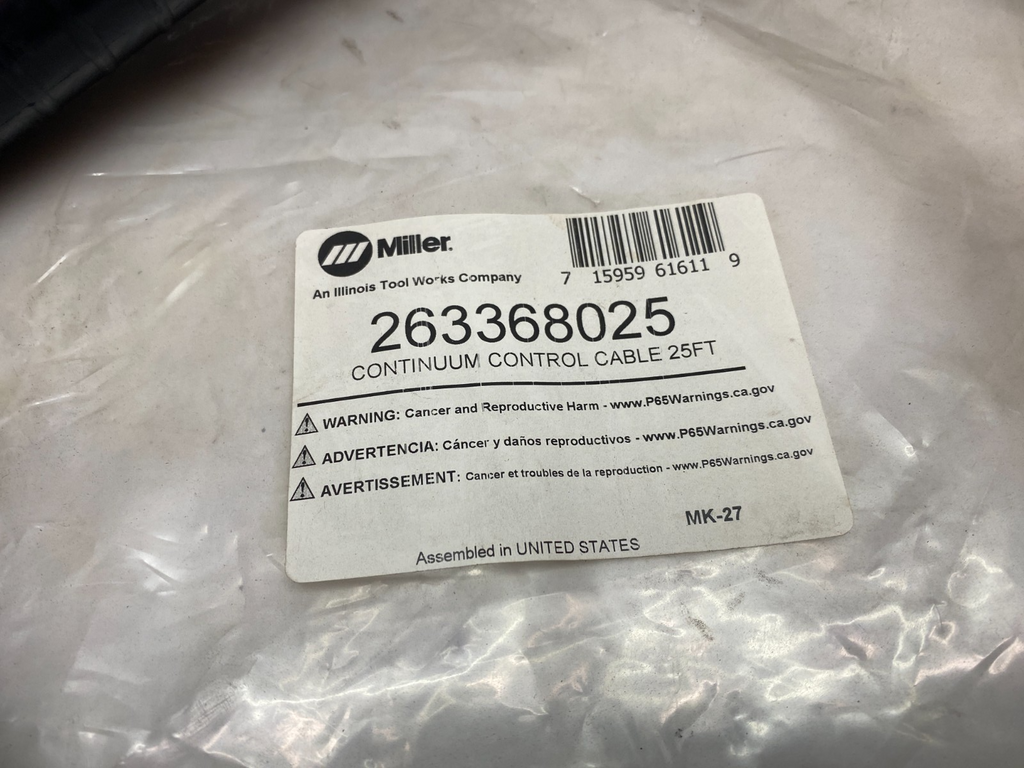 Miller.
An Illinois Tool Works Company
7 15959 61611 9
263368025
CONTINUUM CONTROL CABLE 25FT
WARNING: Cancer and Reproductive Harm - www.P65Warnings.ca.gov
ADVERTENCIA: Cáncer y daños reproductivos - www.P65Warnings.ca.gov
AVERTISSEMENT: Cancer et troubles de la reproduction - www.P65Warnings.ca.gov
MK-27
Assembled in UNITED STATES